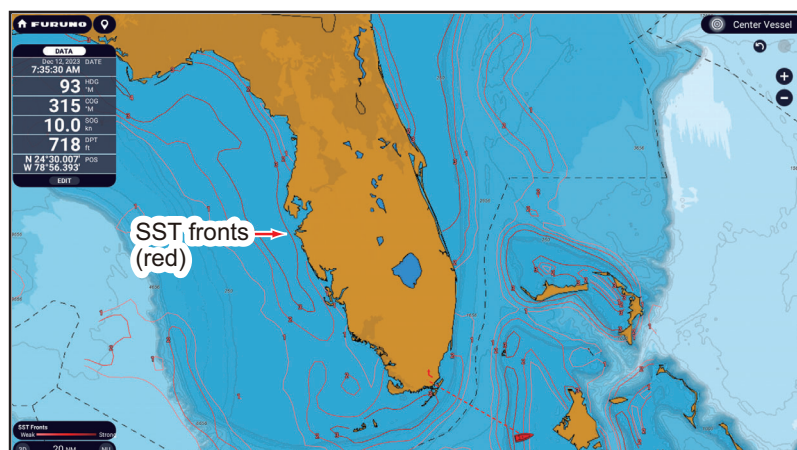 FURUNO
Center Vessel
DATA
Dec 12, 2023 DATE
7:35:30 AM
93 HDG °M
315 COG °M
10.0 SOG kn
718 DPT ft
N 24°30.007' POS
W 78°56.393'
EDIT
SST fronts
(red)
SST Fronts
Weak Strong
2D 20 NM NU